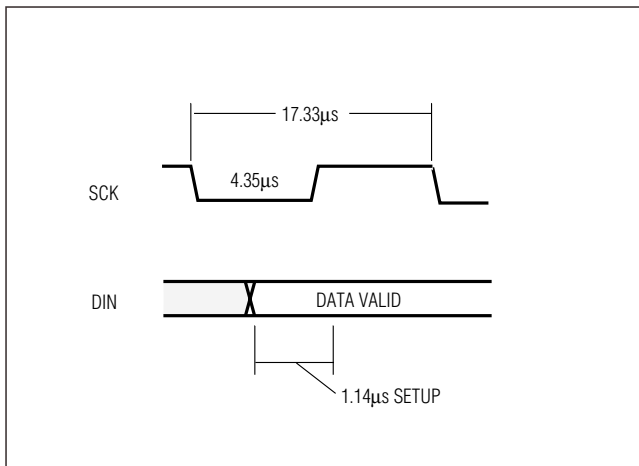 17.33μs
4.35μs
SCK
DIN
DATA VALID
1.14μs SETUP